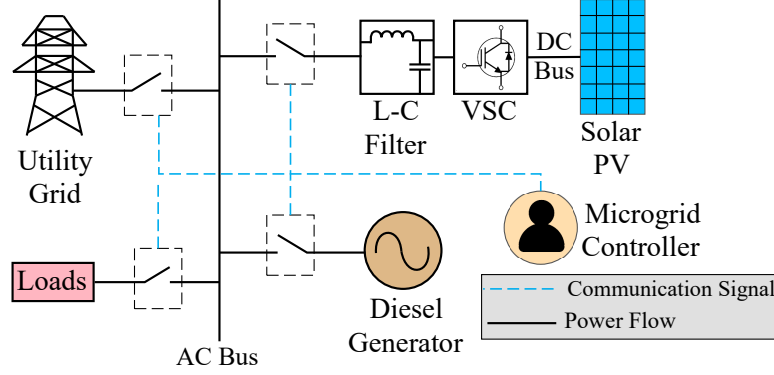 Utility
Grid
L-C
Filter
VSC
DC
Bus
Solar
PV
Microgrid
Controller
Loads
Diesel
Generator
AC Bus
Communication Signal
Power Flow